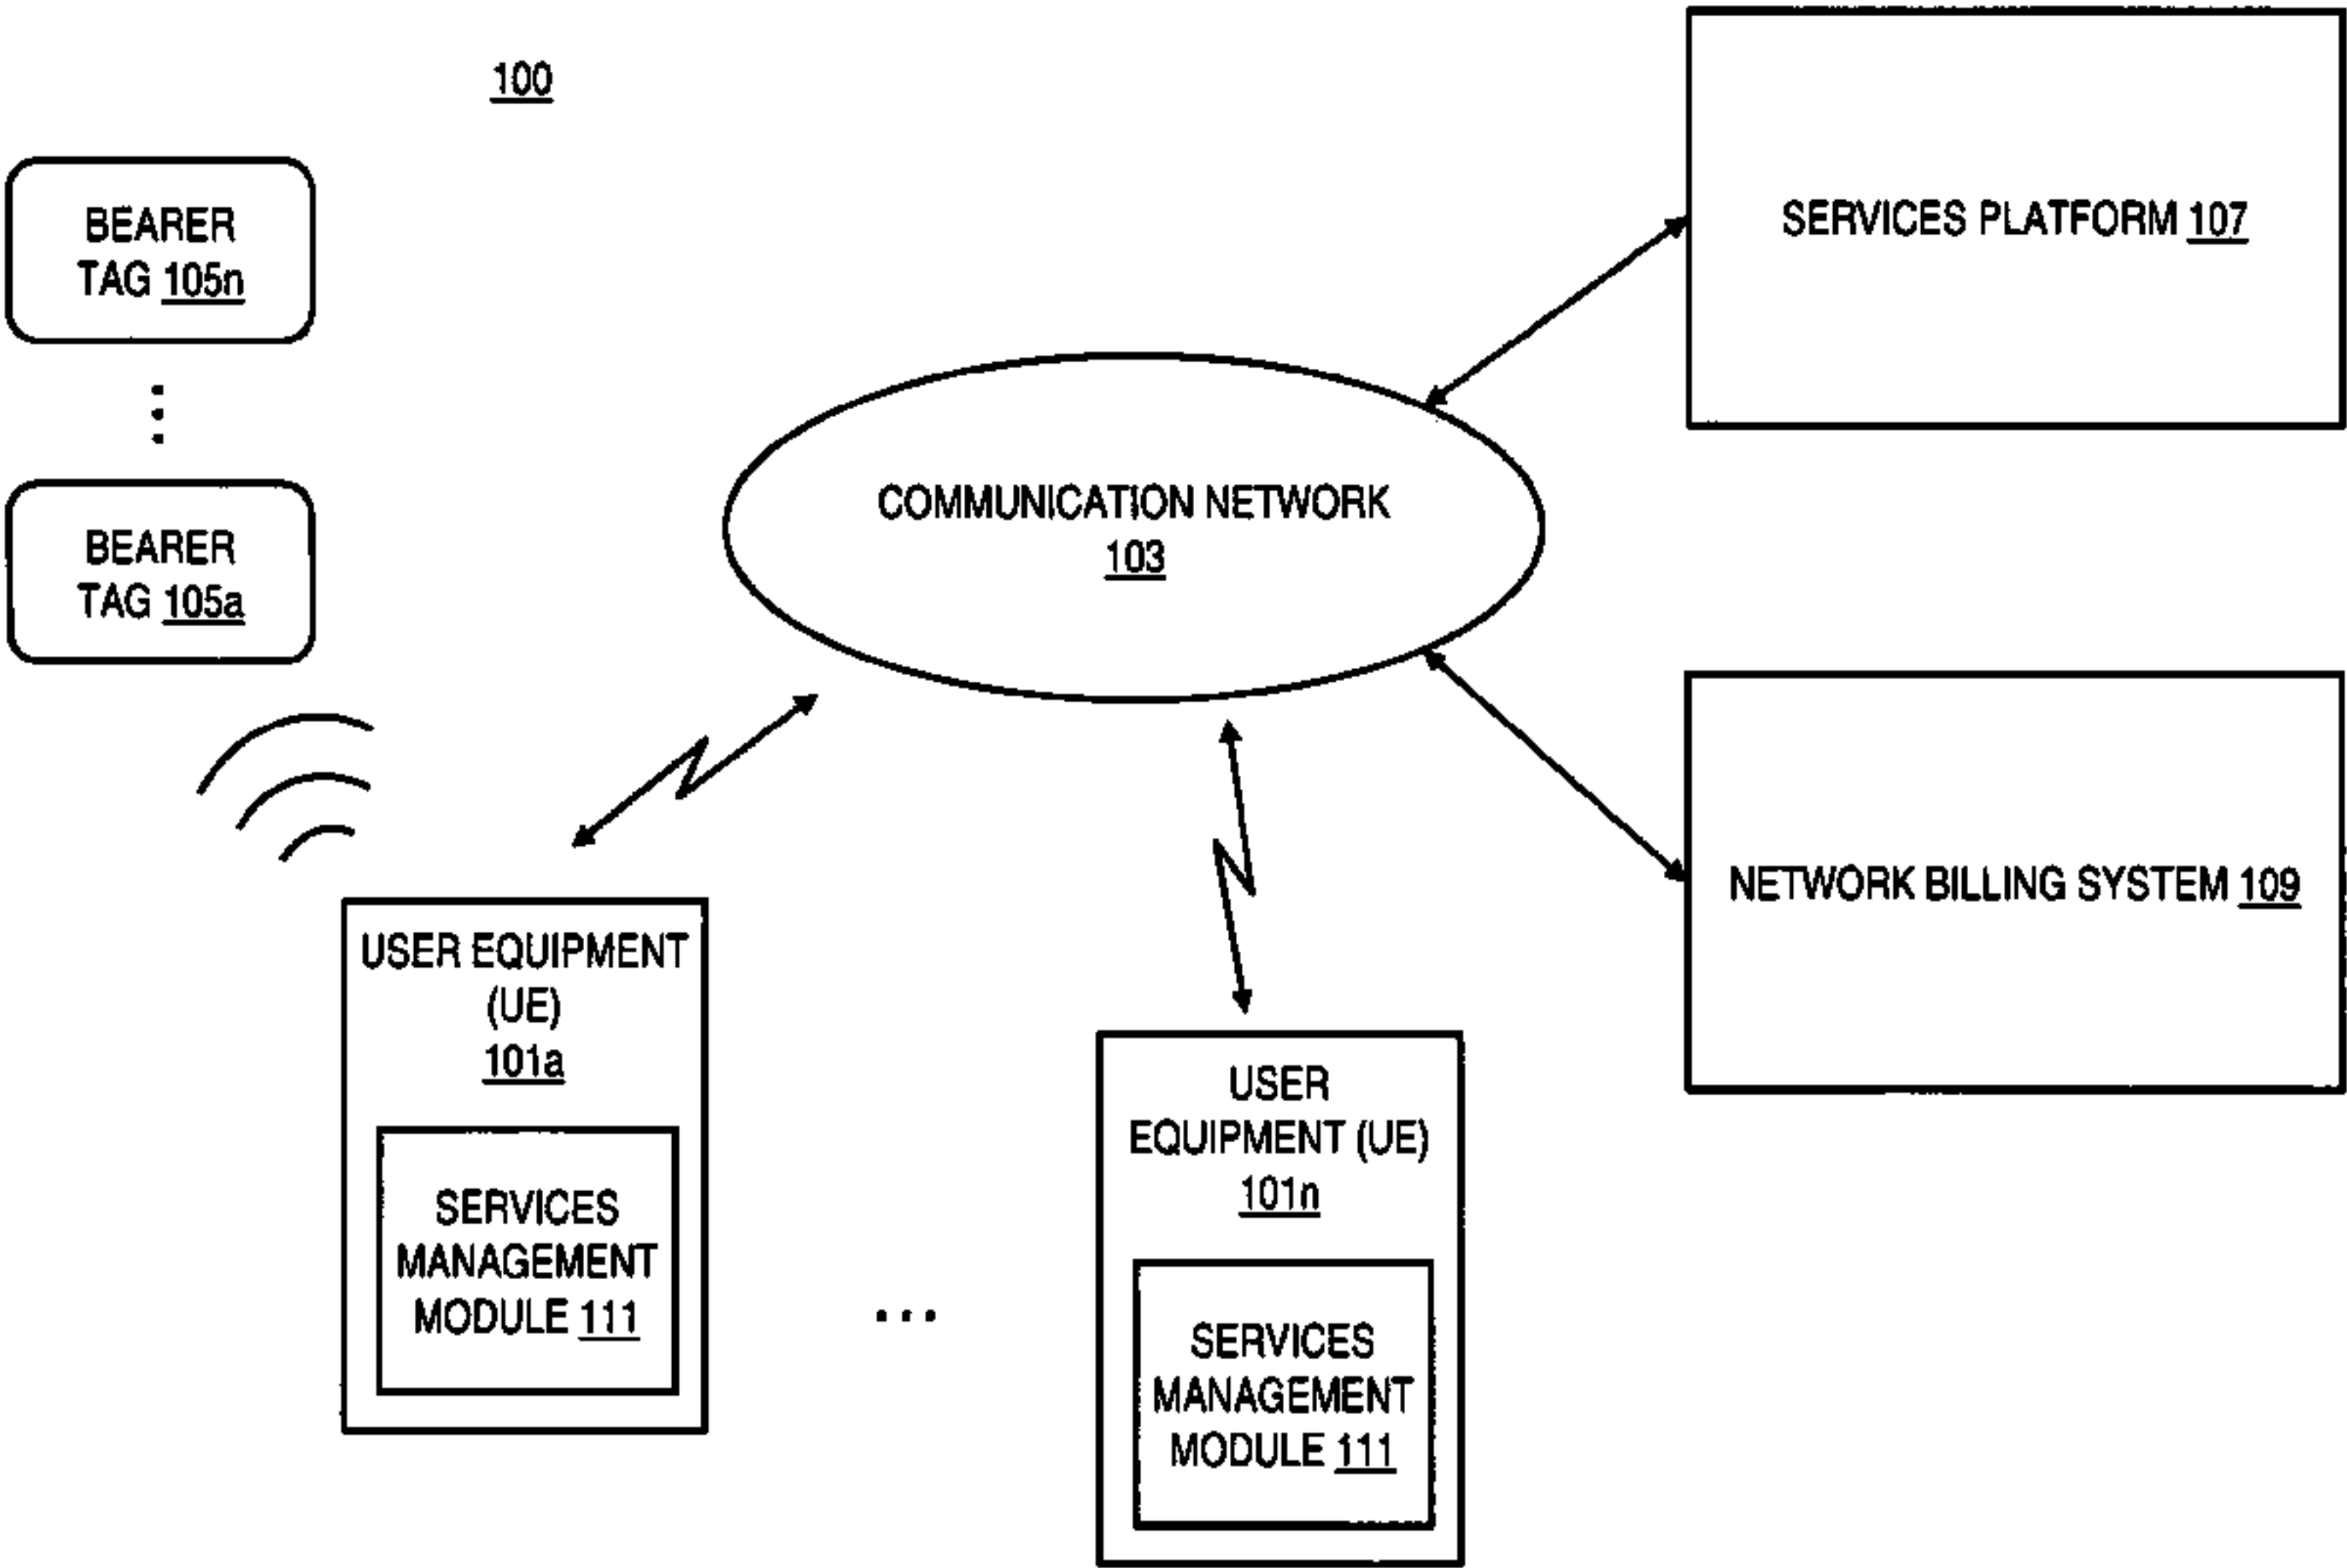 100
BEARER
TAG 105n
BEARER
TAG 105a
SERVICES PLATFORM 107
COMMUNICATION NETWORK
103
NETWORK BILLING SYSTEM 109
USER EQUIPMENT
(UE)
101a
SERVICES
MANAGEMENT
MODULE 111
...
USER
EQUIPMENT (UE)
101n
SERVICES
MANAGEMENT
MODULE 111